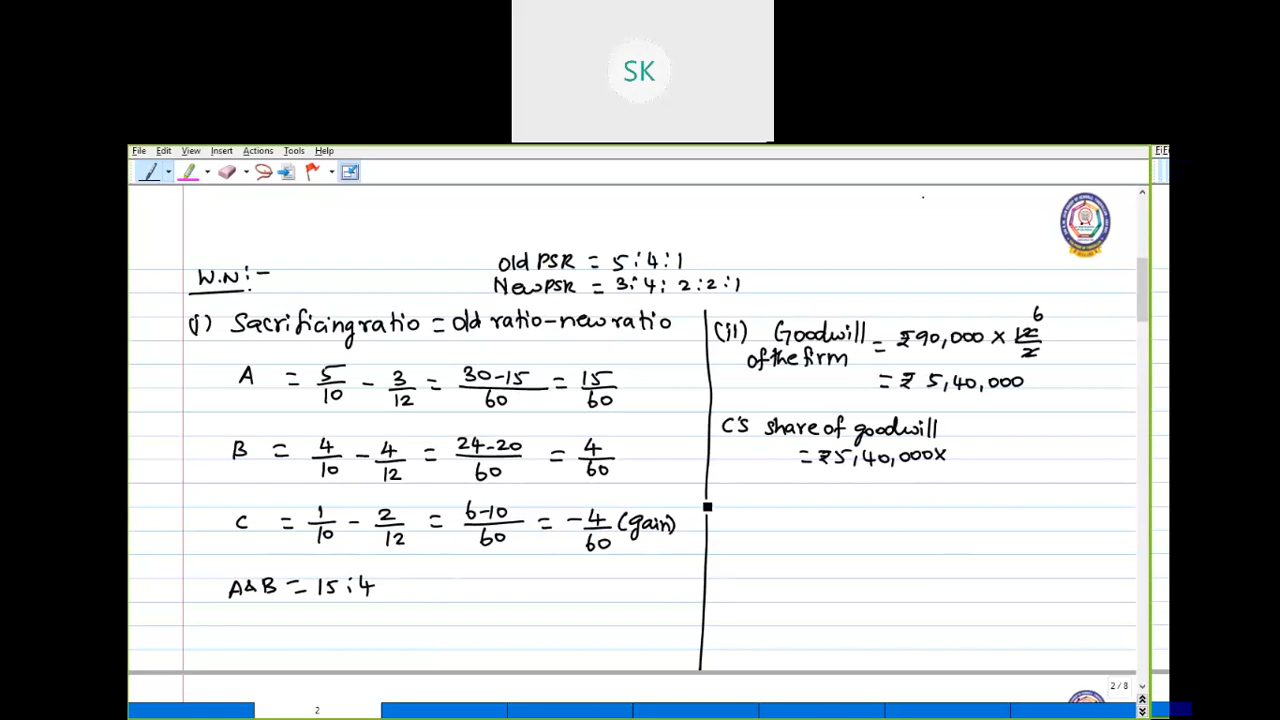 SK
File Edit View Insert Actions Tools Help
W.N:-
Old PSR = 5:4:1
New PSR = 3:4:2:2:1
(i) Sacrificing ratio = old ratio-new ratio
A = 5/10 - 3/12 = 30-15/60 = 15/60
B = 4/10 - 4/12 = 24-20/60 = 4/60
C = 1/10 - 2/12 = 6-10/60 = -4/60 (gain)
A&B = 15:4
(ii) Goodwill of the firm = ₹90,000 × 12/2 6
= ₹ 5,40,000
C's share of goodwill
= ₹5,40,000×
2 / 8
2